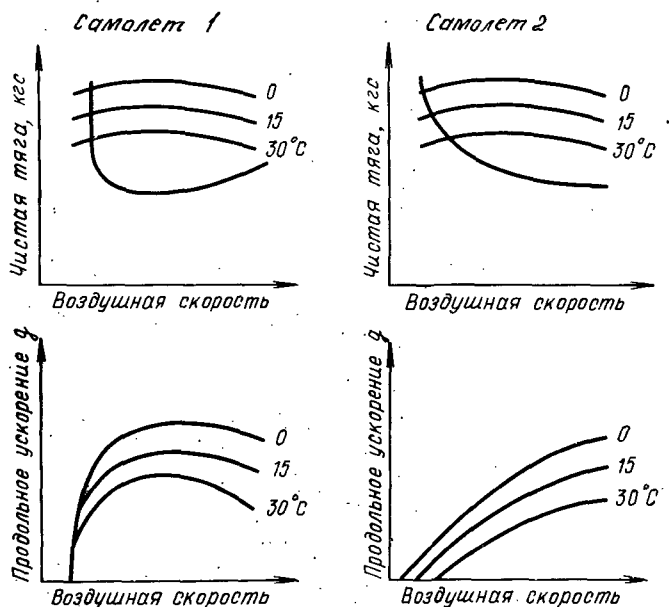 Самолет 1
Чистая тяга, кгс
0
15
30°C
Воздушная скорость
Самолет 2
Чистая тяга, кгс
0
15
30°C
Воздушная скорость
Продольное ускорение g
0
15
30°C
Воздушная скорость
Продольное ускорение g
0
15
30°C
Воздушная скорость